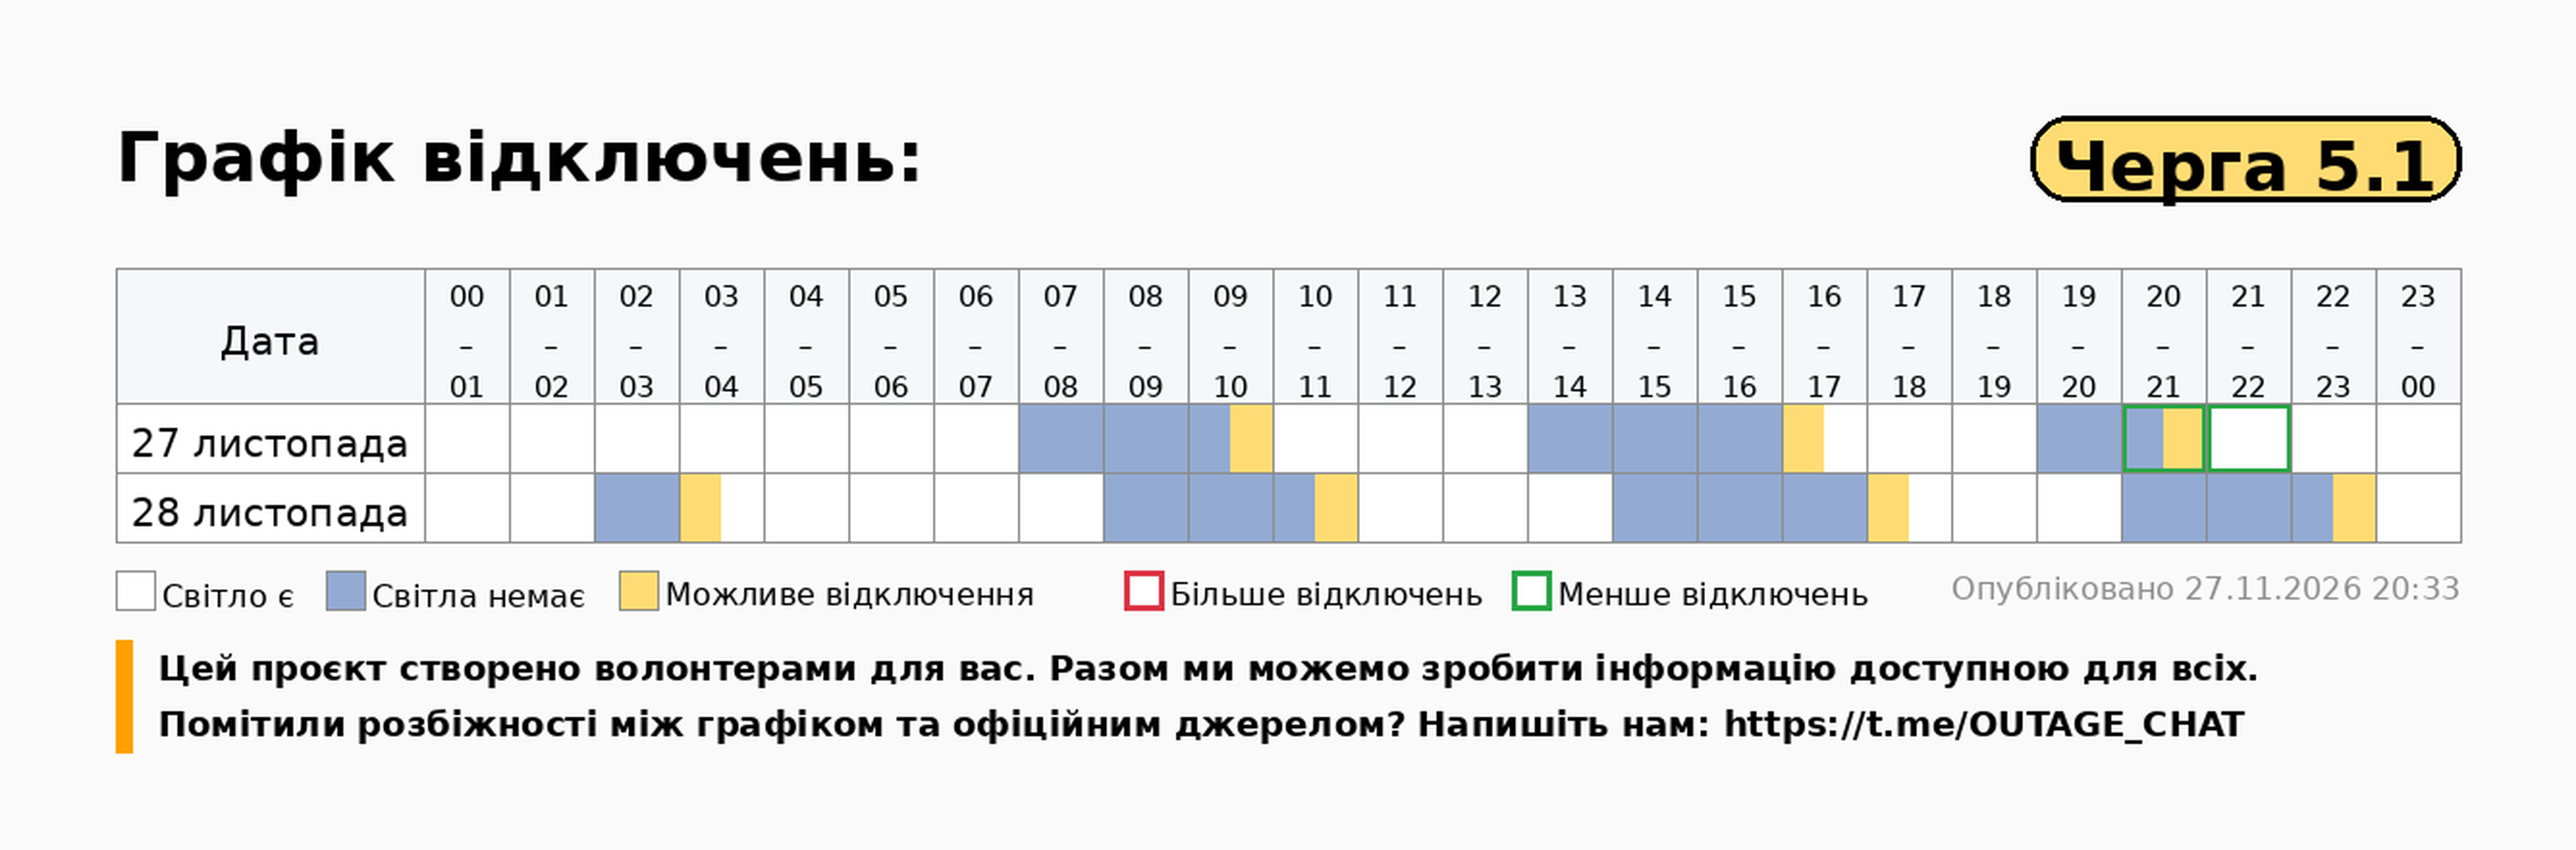 Графік відключень:
Черга 5.1
Дата
00 – 01
01 – 02
02 – 03
03 – 04
04 – 05
05 – 06
06 – 07
07 – 08
08 – 09
09 – 10
10 – 11
11 – 12
12 – 13
13 – 14
14 – 15
15 – 16
16 – 17
17 – 18
18 – 19
19 – 20
20 – 21
21 – 22
22 – 23
23 – 00
27 листопада
28 листопада
Світло є
Світла немає
Можливе відключення
Більше відключень
Менше відключень
Опубліковано 27.11.2026 20:33
Цей проєкт створено волонтерами для вас. Разом ми можемо зробити інформацію доступною для всіх.
Помітили розбіжності між графіком та офіційним джерелом? Напишіть нам: https://t.me/OUTAGE_CHAT